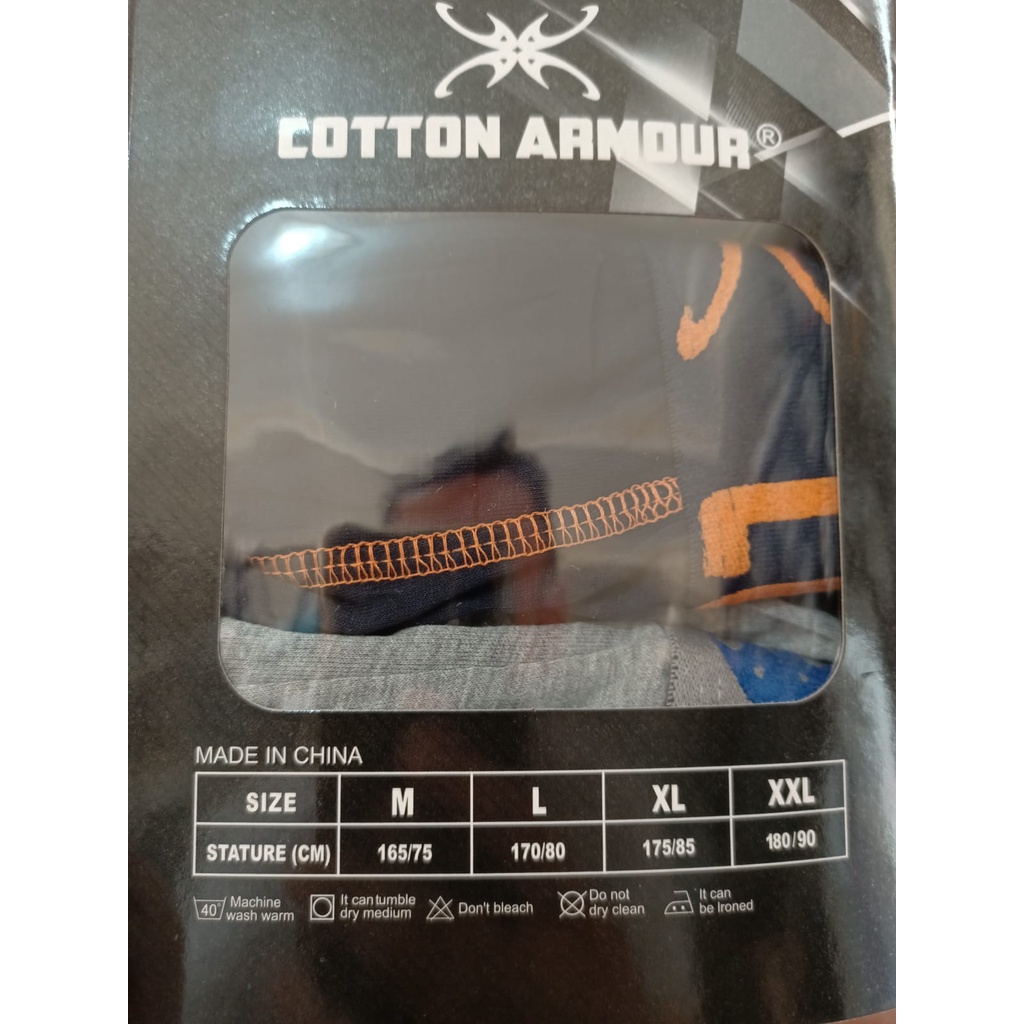 COTTON ARMOUR®
MADE IN CHINA
SIZE M L XL XXL
STATURE (CM) 165/75 170/80 175/85 180/90
40° Machine wash warm
It can tumble dry medium
Don't bleach
Do not dry clean
It can be Ironed